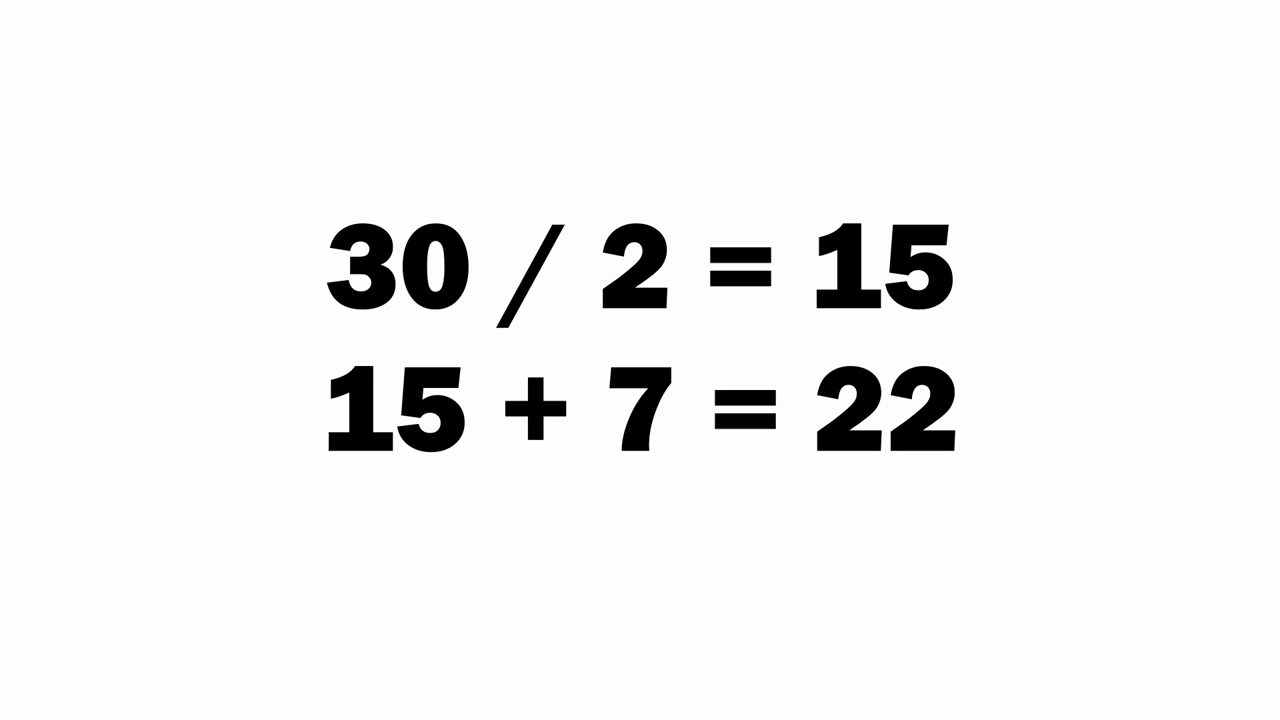 30 / 2 = 15
15 + 7 = 22